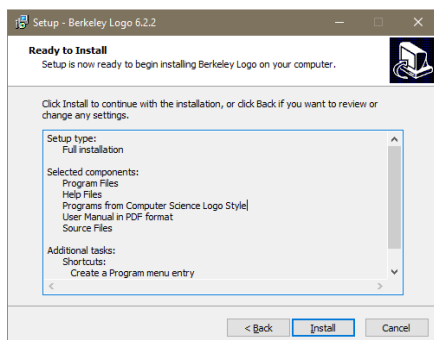 Setup - Berkeley Logo 6.2.2
Ready to Install
Setup is now ready to begin installing Berkeley Logo on your computer.
Click Install to continue with the installation, or click Back if you want to review or
change any settings.
Setup type:
Full installation
Selected components:
Program Files
Help Files
Programs from Computer Science Logo Style
User Manual in PDF format
Source Files
Additional tasks:
Shortcuts:
Create a Program menu entry
< Back Install Cancel